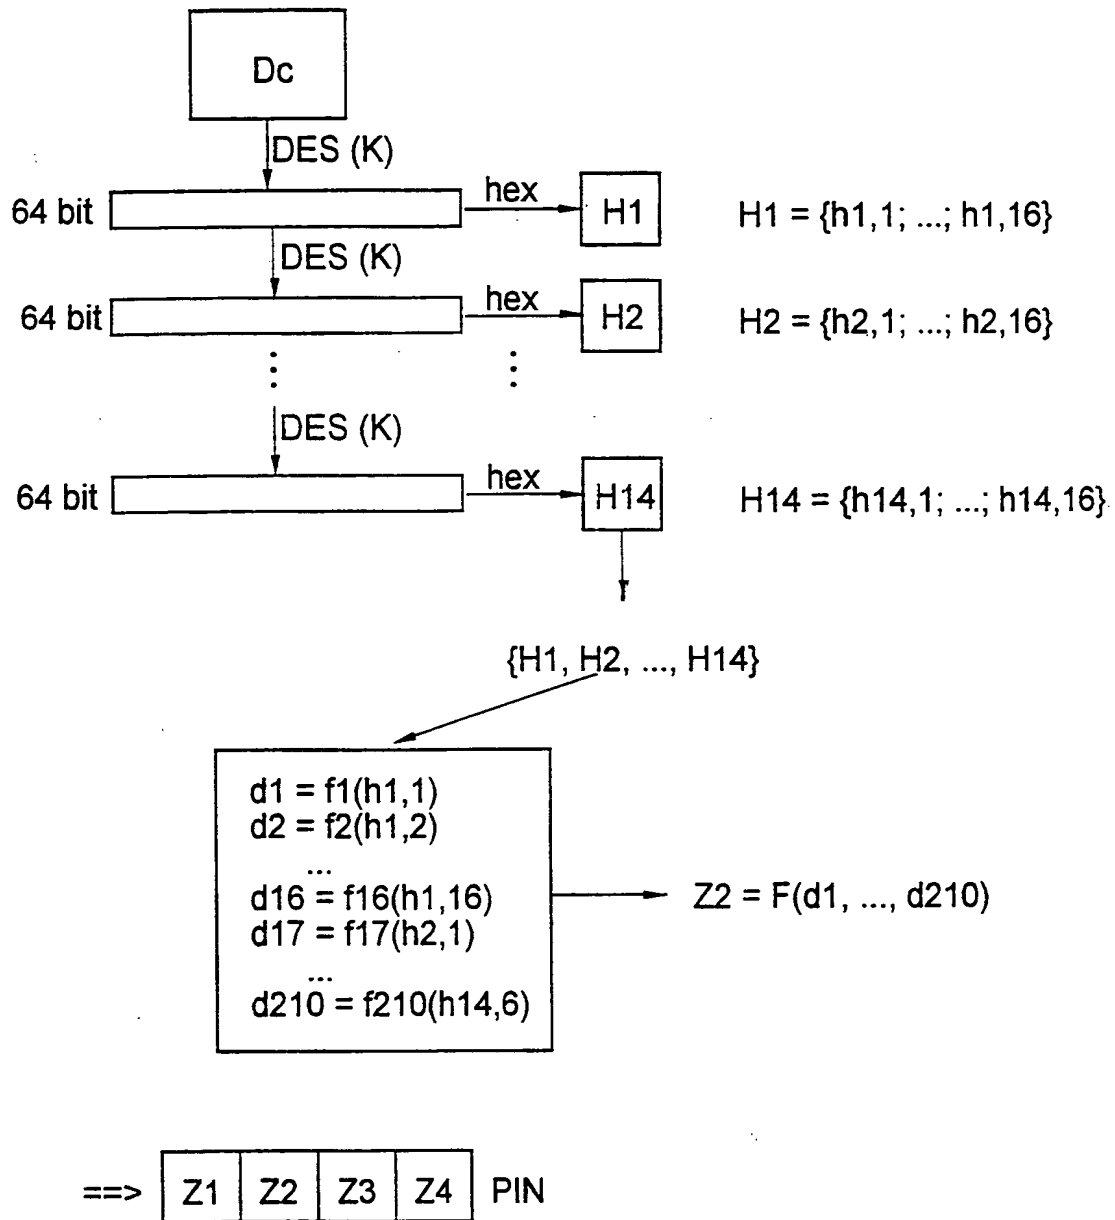 Dc
DES (K)
64 bit hex H1 H1 = {h1,1; ...; h1,16}
DES (K)
64 bit hex H2 H2 = {h2,1; ...; h2,16}
DES (K)
64 bit hex H14 H14 = {h14,1; ...; h14,16}
{H1, H2, ..., H14}
d1 = f1(h1,1)
d2 = f2(h1,2)
...
d16 = f16(h1,16) Z2 = F(d1, ..., d210)
d17 = f17(h2,1)
...
d210 = f210(h14,6)
==> Z1 Z2 Z3 Z4 PIN